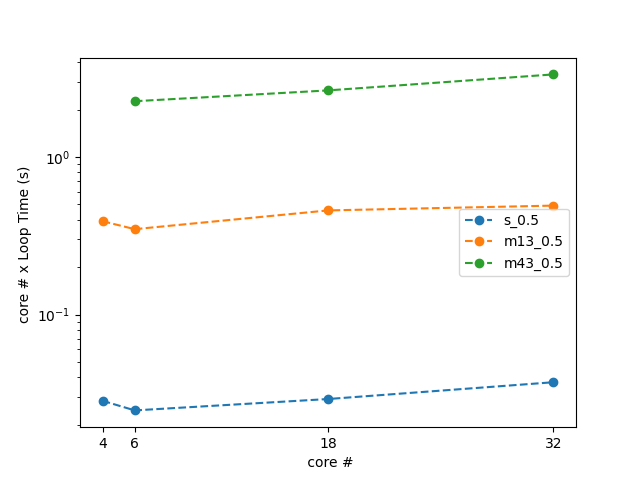 10⁰
10⁻¹
core # x Loop Time (s)
s_0.5
m13_0.5
m43_0.5
4 6 18 32
core #